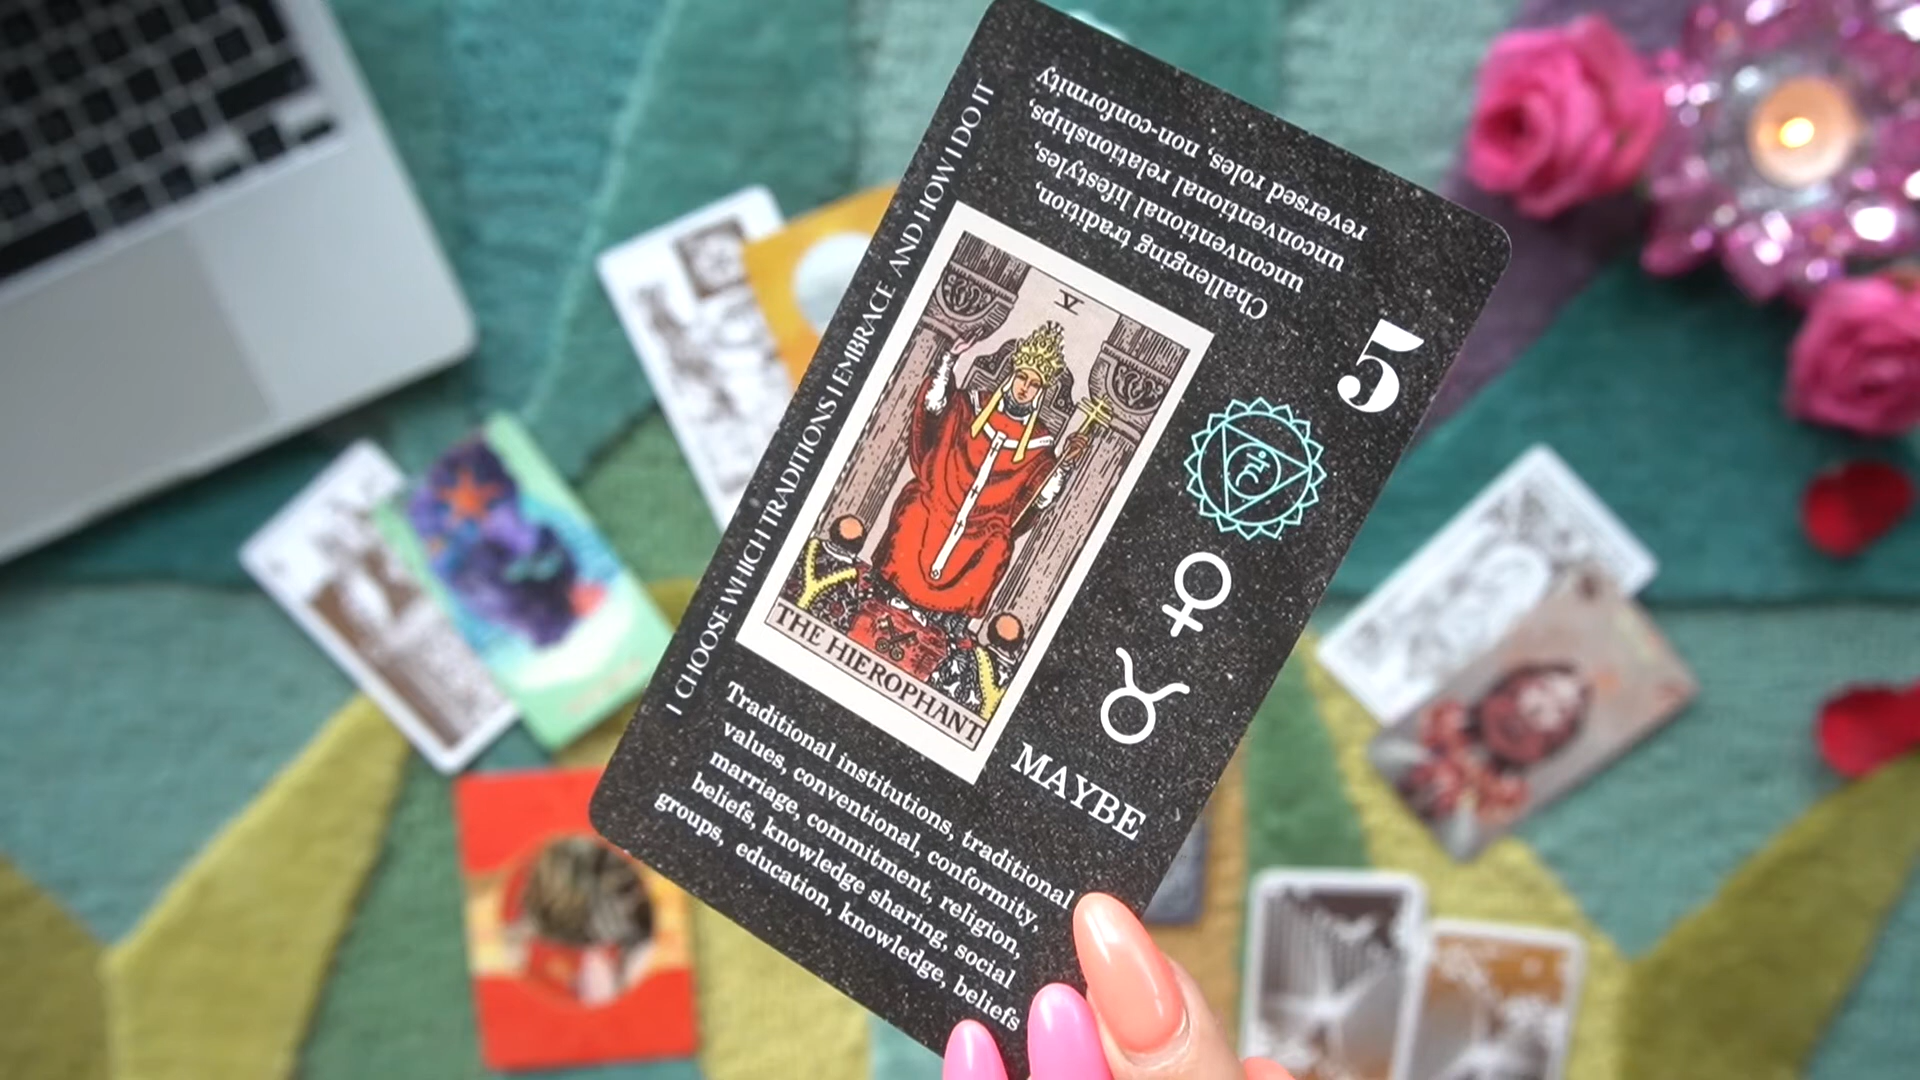 I CHOOSE WHICH TRADITIONS I EMBRACE AND HOW I DO IT
Challenging tradition,
unconventional lifestyles,
unconventional relationships,
reversed roles, non-conformity
5
V
THE HIEROPHANT
MAYBE
Traditional institutions, traditional
values, conventional, conformity,
marriage, commitment, religion,
beliefs, knowledge sharing, social
groups, education, knowledge, beliefs